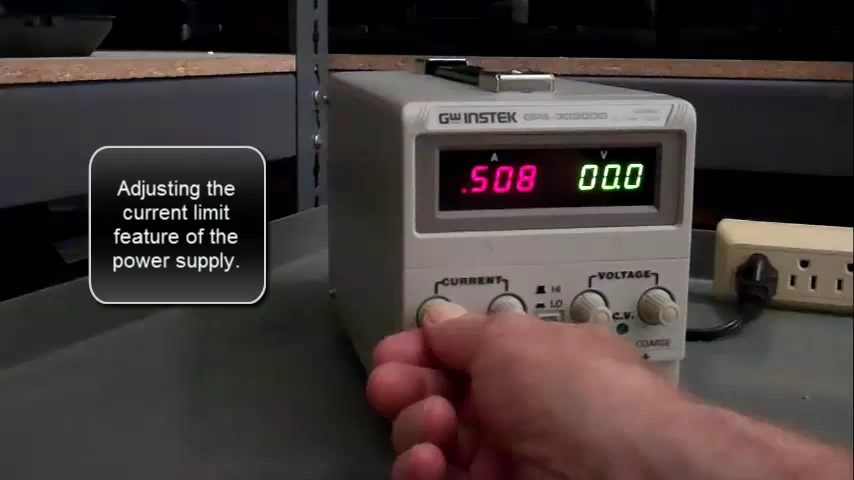 Adjusting the
current limit
feature of the
power supply.
GW INSTEK
A V
.508 00.0
CURRENT
VOLTAGE
HI
LO
C.V.
COARSE